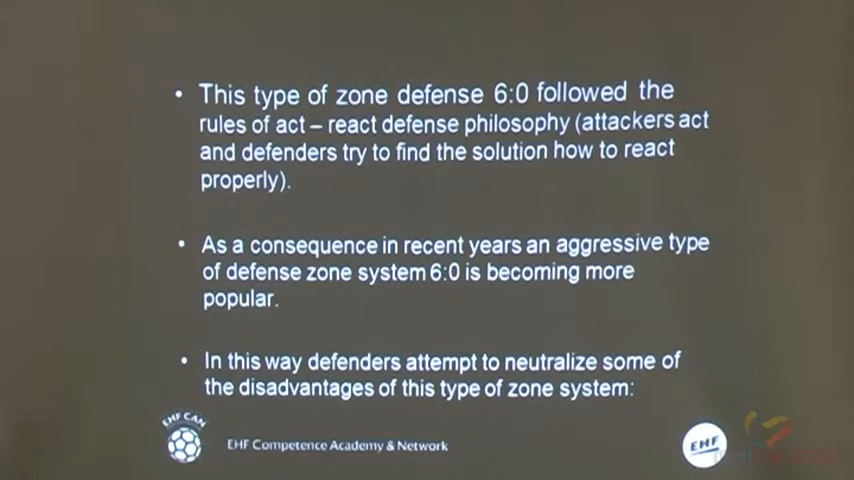 • This type of zone defense 6:0 followed the
rules of act – react defense philosophy (attackers act
and defenders try to find the solution how to react
properly).
• As a consequence in recent years an aggressive type
of defense zone system 6:0 is becoming more
popular.
• In this way defenders attempt to neutralize some of
the disadvantages of this type of zone system:
EHF CAN
EHF Competence Academy & Network
EHF